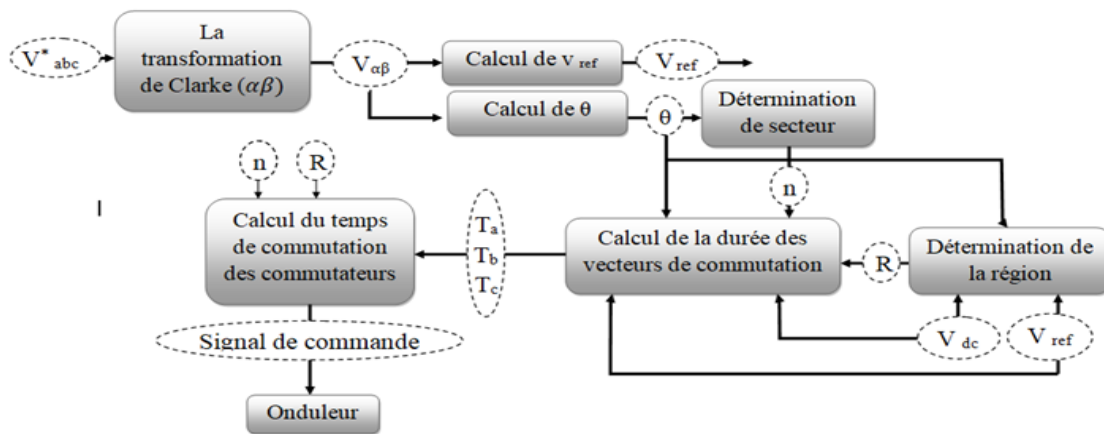 V*abc
La
transformation
de Clarke (αβ)
Vαβ
Calcul de v ref
Vref
Calcul de θ
θ
Détermination
de secteur
n
R
n
Calcul du temps
de commutation
des commutateurs
Ta
Tb
Tc
Calcul de la durée des
vecteurs de commutation
R
Détermination de
la région
Signal de commande
V dc
V ref
Onduleur